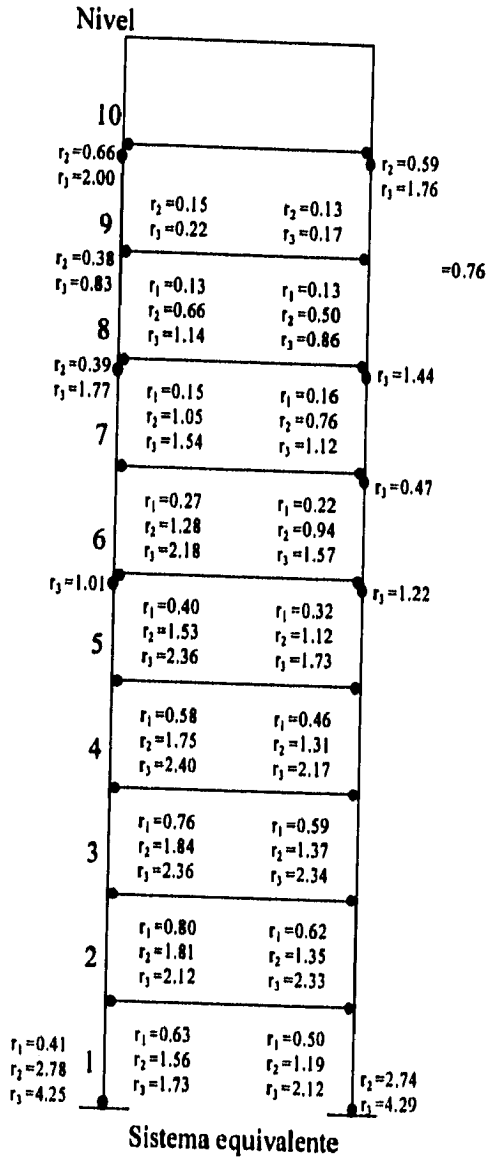 Nivel
10
r₂=0.66
r₃=2.00
r₂=0.59
r₃=1.76
9
r₂=0.15
r₃=0.22
r₂=0.13
r₃=0.17
r₂=0.38
r₃=0.83
=0.76
8
r₁=0.13
r₂=0.66
r₃=1.14
r₁=0.13
r₂=0.50
r₃=0.86
r₂=0.39
r₃=1.77
r₃=1.44
7
r₁=0.15
r₂=1.05
r₃=1.54
r₁=0.16
r₂=0.76
r₃=1.12
r₃=0.47
6
r₁=0.27
r₂=1.28
r₃=2.18
r₁=0.22
r₂=0.94
r₃=1.57
r₃=1.01
r₃=1.22
5
r₁=0.40
r₂=1.53
r₃=2.36
r₁=0.32
r₂=1.12
r₃=1.73
4
r₁=0.58
r₂=1.75
r₃=2.40
r₁=0.46
r₂=1.31
r₃=2.17
3
r₁=0.76
r₂=1.84
r₃=2.36
r₁=0.59
r₂=1.37
r₃=2.34
2
r₁=0.80
r₂=1.81
r₃=2.12
r₁=0.62
r₂=1.35
r₃=2.33
r₁=0.41
r₂=2.78
r₃=4.25
1
r₁=0.63
r₂=1.56
r₃=1.73
r₁=0.50
r₂=1.19
r₃=2.12
r₂=2.74
r₃=4.29
Sistema equivalente